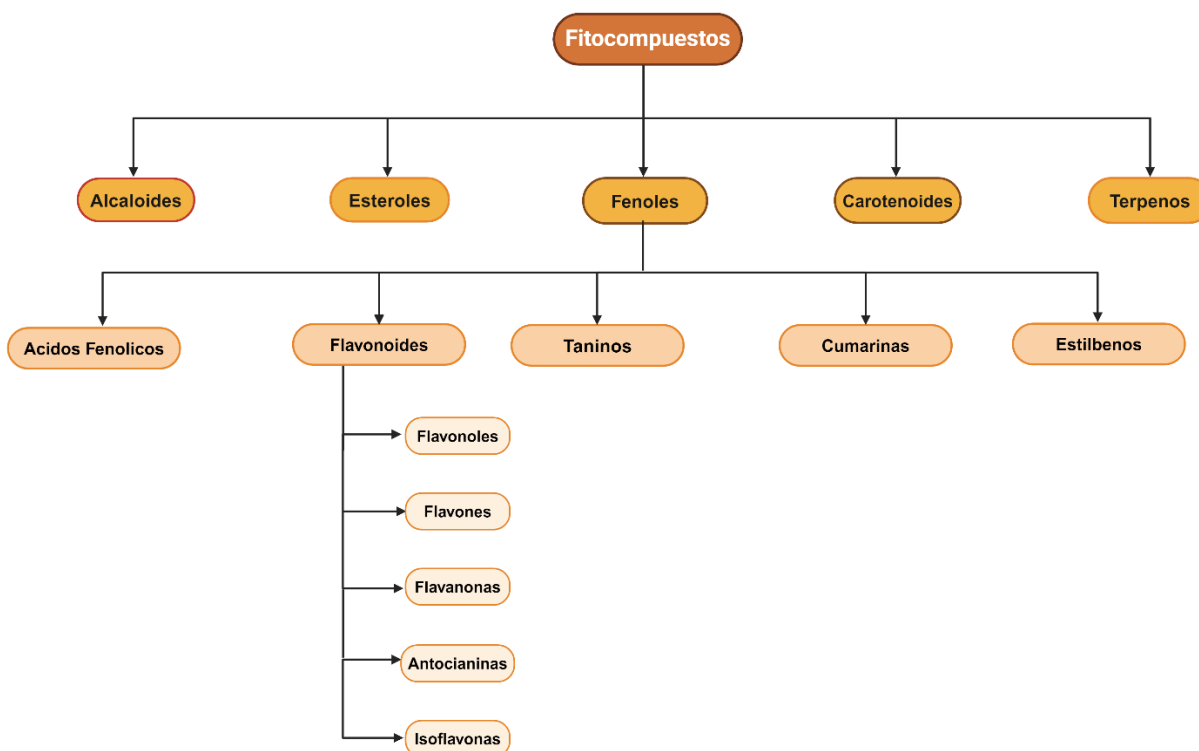 Fitocompuestos
Alcaloides
Esteroles
Fenoles
Carotenoides
Terpenos
Acidos Fenolicos
Flavonoides
Taninos
Cumarinas
Estilbenos
Flavonoles
Flavones
Flavanonas
Antocianinas
Isoflavonas